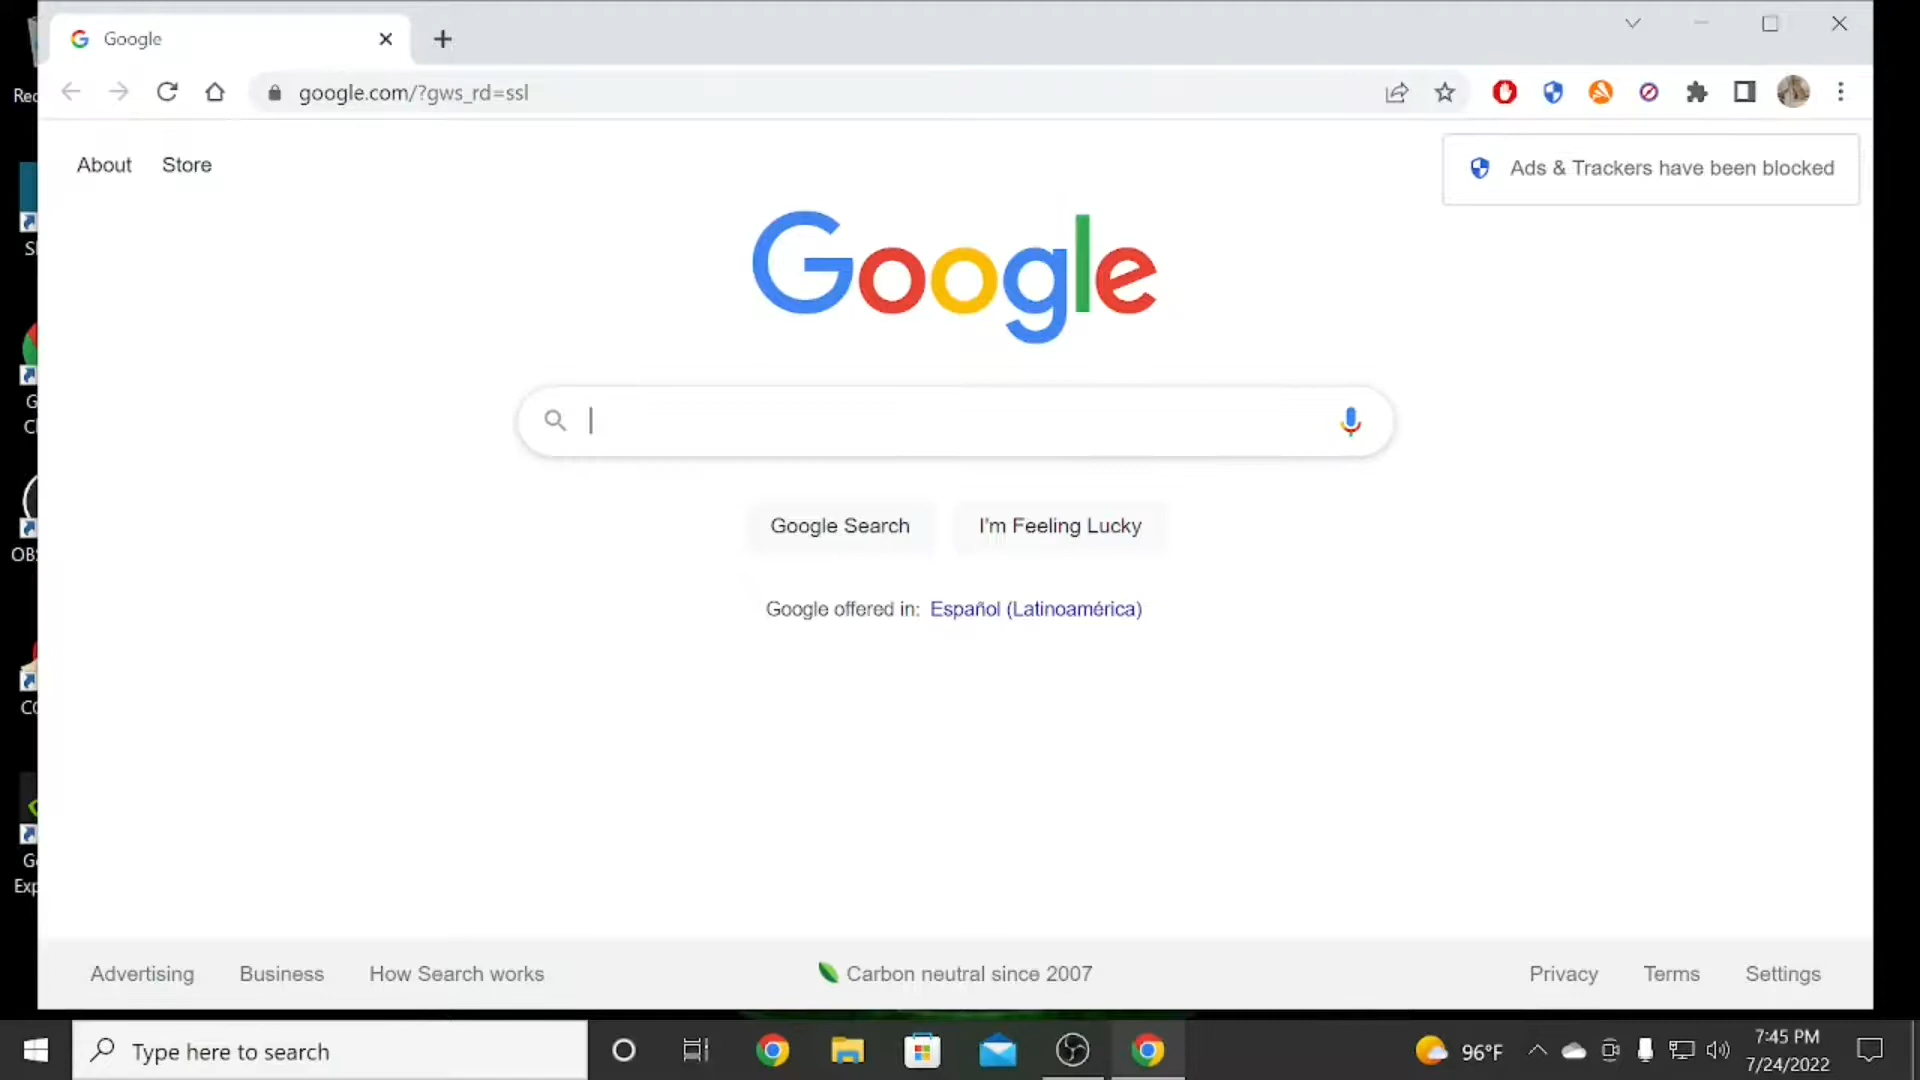 Google
google.com/?gws_rd=ssl
About Store
Ads & Trackers have been blocked
Google
Google Search I'm Feeling Lucky
Google offered in: Español (Latinoamérica)
Advertising Business How Search works
Carbon neutral since 2007
Privacy Terms Settings
OBS
Exp
Type here to search
96°F
7:45 PM
7/24/2022